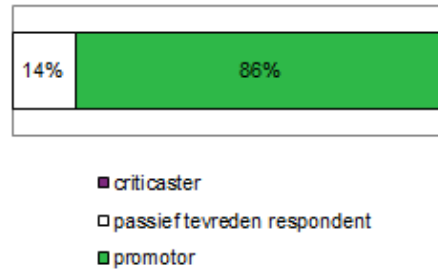 14% 86%
criticaster
passief tevreden respondent
promotor